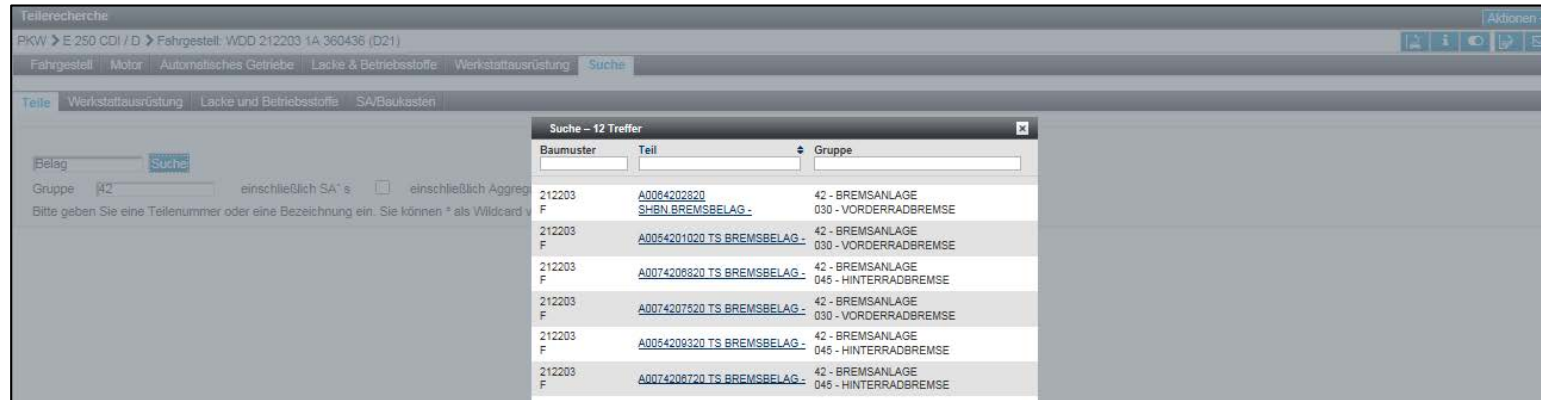 Teilerecherche
Aktionen
PKW > E 250 CDI / D > Fahrgestell: WDD 212203 1A 360436 (D21)
Fahrgestell Motor Automatisches Getriebe Lacke & Betriebsstoffe Werkstattausrüstung Suche
Teile Werkstattausrüstung Lacke und Betriebsstoffe SA/Baukasten
Belag Suche
Gruppe 42 einschließlich SA`s einschließlich Aggreg
Bitte geben Sie eine Teilenummer oder eine Bezeichnung ein. Sie können * als Wildcard v
Suche – 12 Treffer
Baumuster Teil Gruppe
212203 A0064202820 42 - BREMSANLAGE
F SHBN.BREMSBELAG - 030 - VORDERRADBREMSE
212203 A0054201020 TS BREMSBELAG - 42 - BREMSANLAGE
F 030 - VORDERRADBREMSE
212203 A0074206820 TS BREMSBELAG - 42 - BREMSANLAGE
F 045 - HINTERRADBREMSE
212203 A0074207520 TS BREMSBELAG - 42 - BREMSANLAGE
F 030 - VORDERRADBREMSE
212203 A0054209320 TS BREMSBELAG - 42 - BREMSANLAGE
F 045 - HINTERRADBREMSE
212203 A0074206720 TS BREMSBELAG - 42 - BREMSANLAGE
F 045 - HINTERRADBREMSE